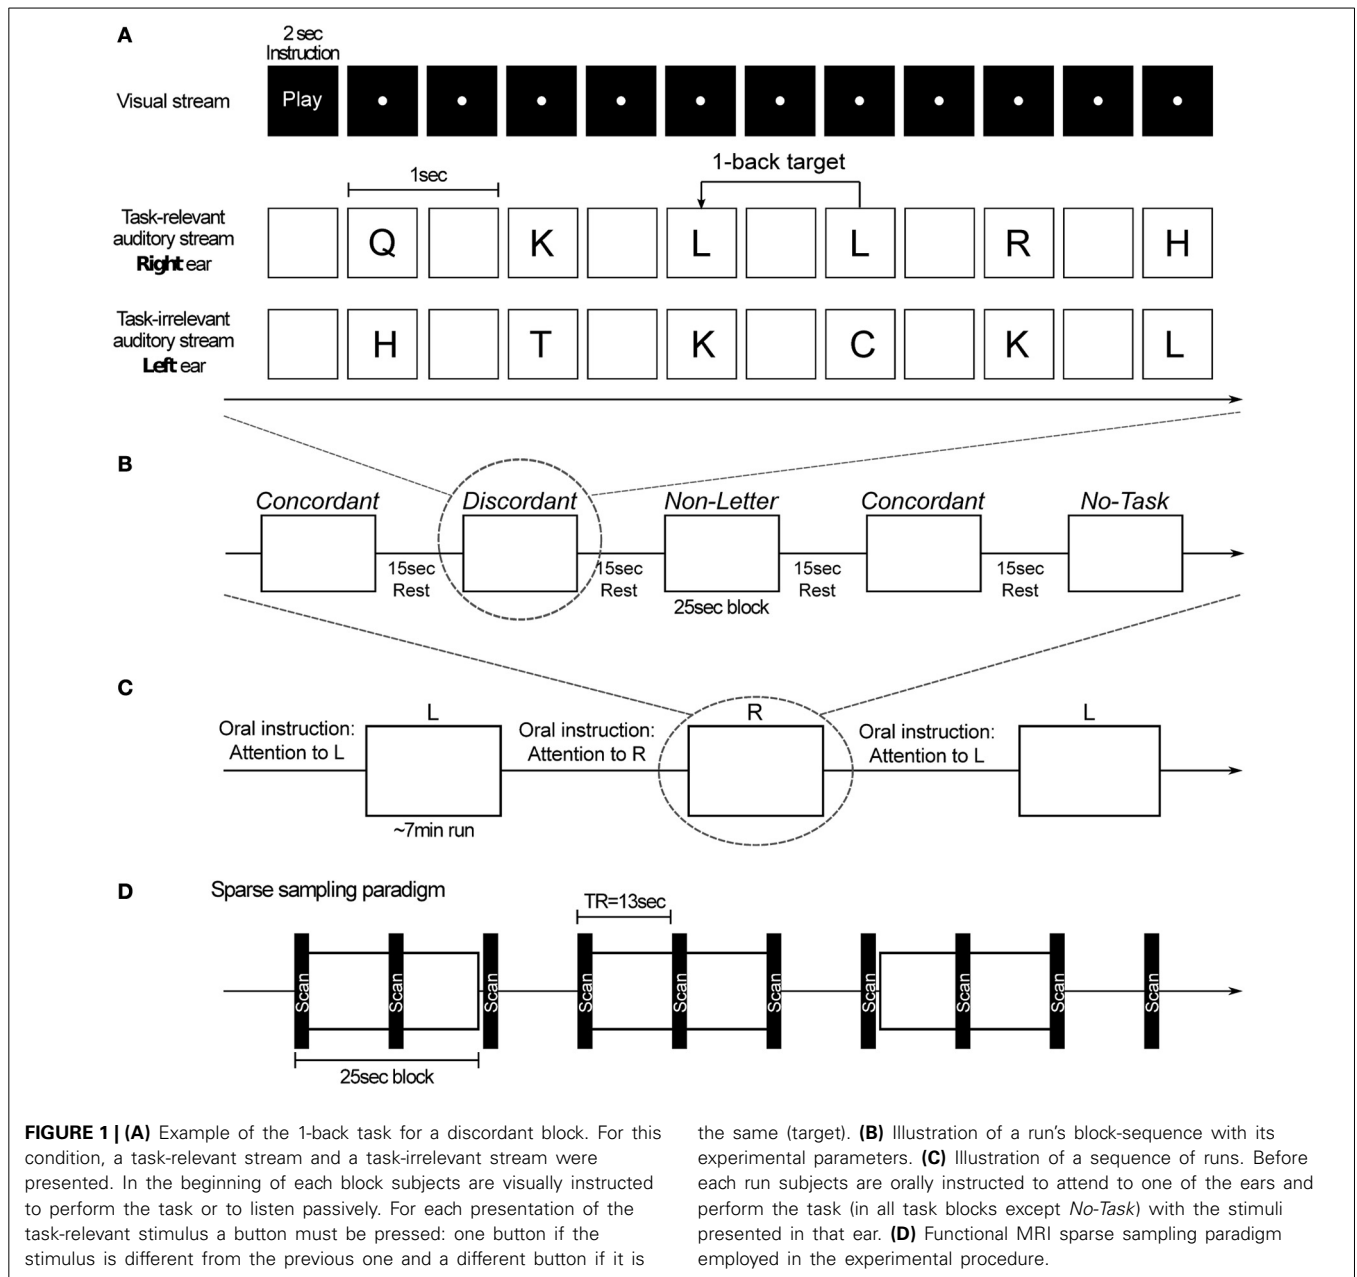 A
2 sec
Instruction
Visual stream
Play
1-back target
1sec
Task-relevant
auditory stream
Right ear
Q K L L R H
Task-irrelevant
auditory stream
Left ear
H T K C K L
B
Concordant Discordant Non-Letter Concordant No-Task
15sec 15sec 15sec 15sec
Rest Rest Rest Rest
25sec block
C
L R L
Oral instruction: Oral instruction: Oral instruction:
Attention to L Attention to R Attention to L
~7min run
D
Sparse sampling paradigm
TR=13sec
Scan Scan Scan Scan Scan Scan Scan Scan Scan Scan
25sec block
FIGURE 1 | (A) Example of the 1-back task for a discordant block. For this
condition, a task-relevant stream and a task-irrelevant stream were
presented. In the beginning of each block subjects are visually instructed
to perform the task or to listen passively. For each presentation of the
task-relevant stimulus a button must be pressed: one button if the
stimulus is different from the previous one and a different button if it is
the same (target). (B) Illustration of a run's block-sequence with its
experimental parameters. (C) Illustration of a sequence of runs. Before
each run subjects are orally instructed to attend to one of the ears and
perform the task (in all task blocks except No-Task) with the stimuli
presented in that ear. (D) Functional MRI sparse sampling paradigm
employed in the experimental procedure.